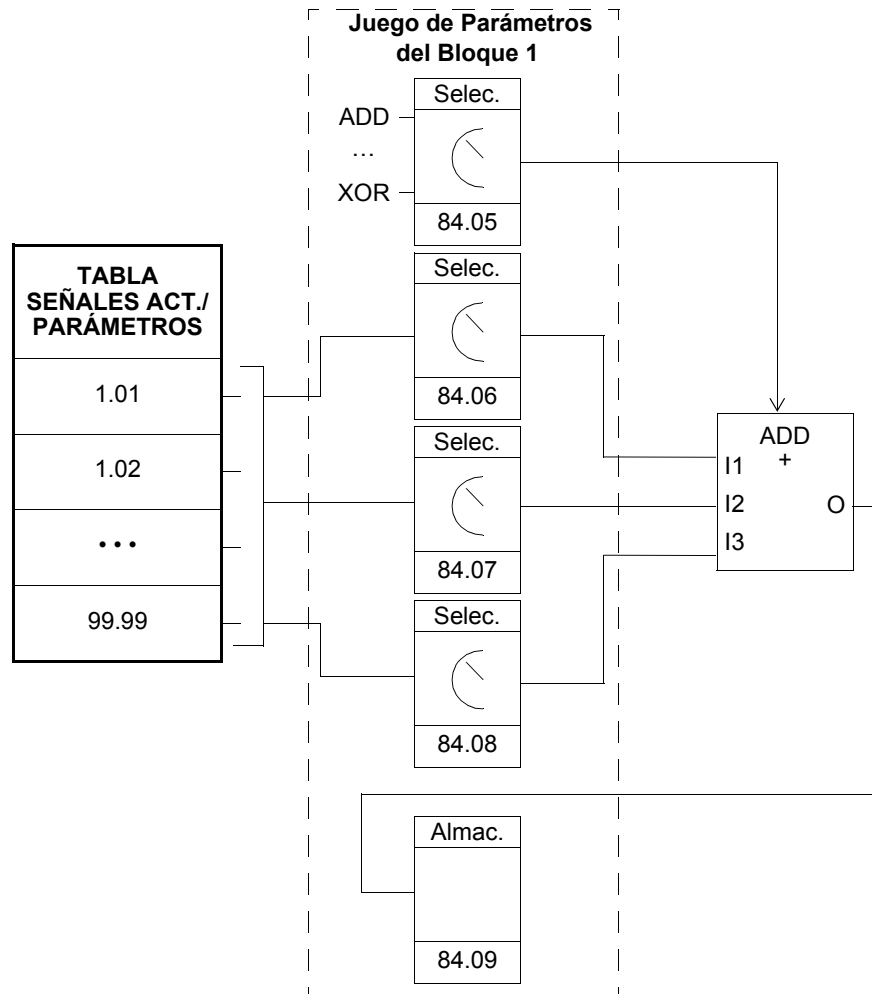 Juego de Parámetros
del Bloque 1
Selec.
ADD
...
XOR
84.05
TABLA
SEÑALES ACT./
PARÁMETROS
1.01
1.02
• • •
99.99
Selec.
84.06
Selec.
84.07
Selec.
84.08
ADD
+
I1
I2
I3
O
Almac.
84.09